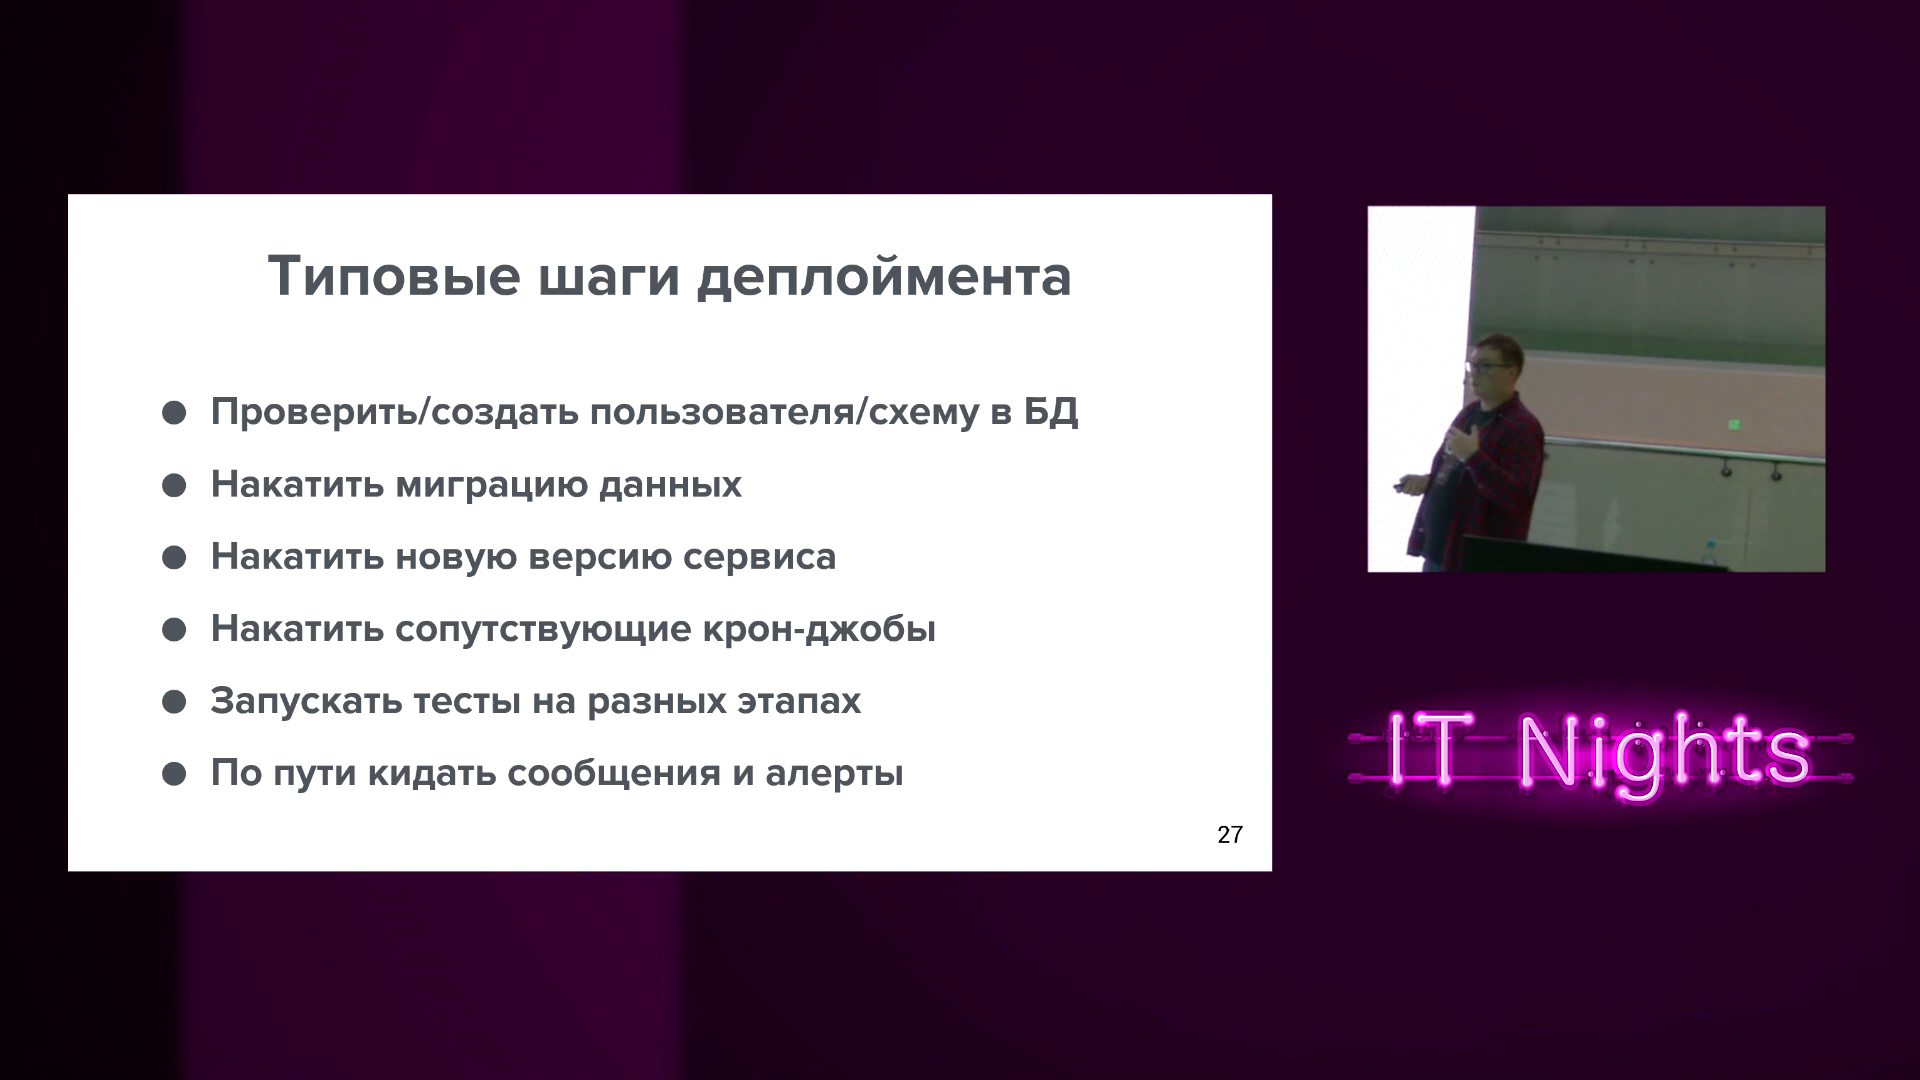 Типовые шаги деплоймента
● Проверить/создать пользователя/схему в БД
● Накатить миграцию данных
● Накатить новую версию сервиса
● Накатить сопутствующие крон-джобы
● Запускать тесты на разных этапах
● По пути кидать сообщения и алерты
27
IT Nights